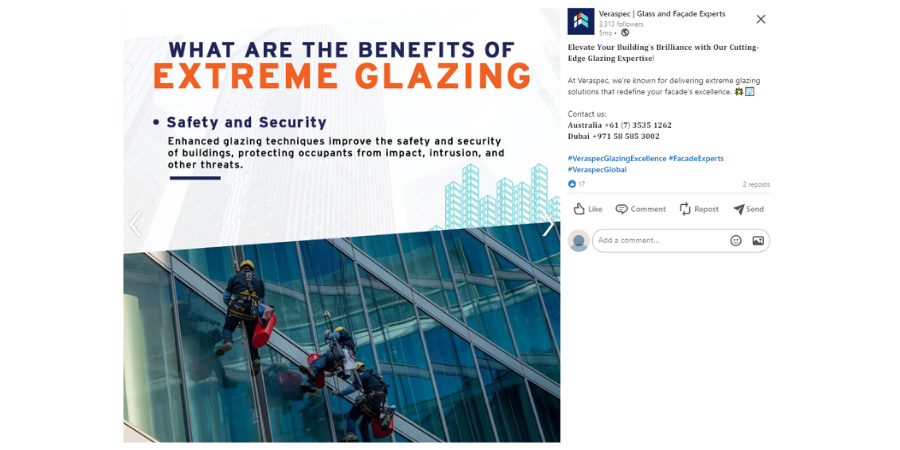 WHAT ARE THE BENEFITS OF
EXTREME GLAZING
• Safety and Security
Enhanced glazing techniques improve the safety and security
of buildings, protecting occupants from impact, intrusion, and
other threats.
Veraspec | Glass and Façade Experts
3,313 followers
5mo •
Elevate Your Building's Brilliance with Our Cutting-
Edge Glazing Expertise!
At Veraspec, we're known for delivering extreme glazing
solutions that redefine your facade's excellence.
Contact us:
Australia +61 (7) 3535 1262
Dubai +971 58 585 3002
#VeraspecGlazingExcellence #FacadeExperts
#VeraspecGlobal
17
2 reposts
Like Comment Repost Send
Add a comment...